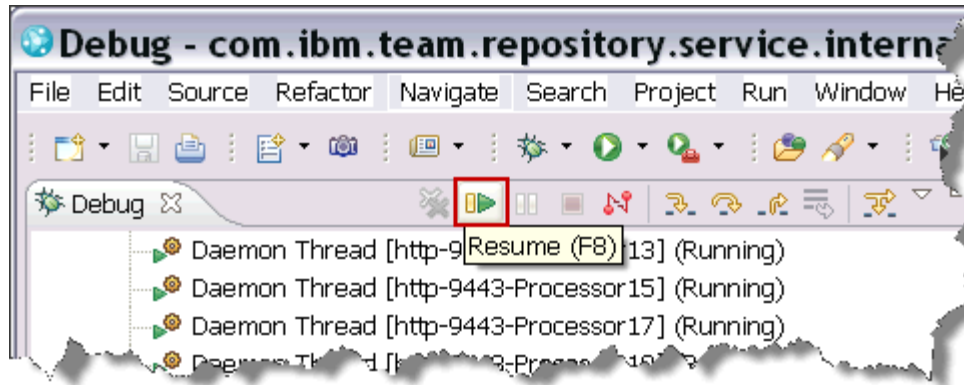 Debug - com.ibm.team.repository.service.interna
File Edit Source Refactor Navigate Search Project Run Window
Debug
Daemon Thread [http-9 13] (Running)
Resume (F8)
Daemon Thread [http-9443-Processor15] (Running)
Daemon Thread [http-9443-Processor17] (Running)